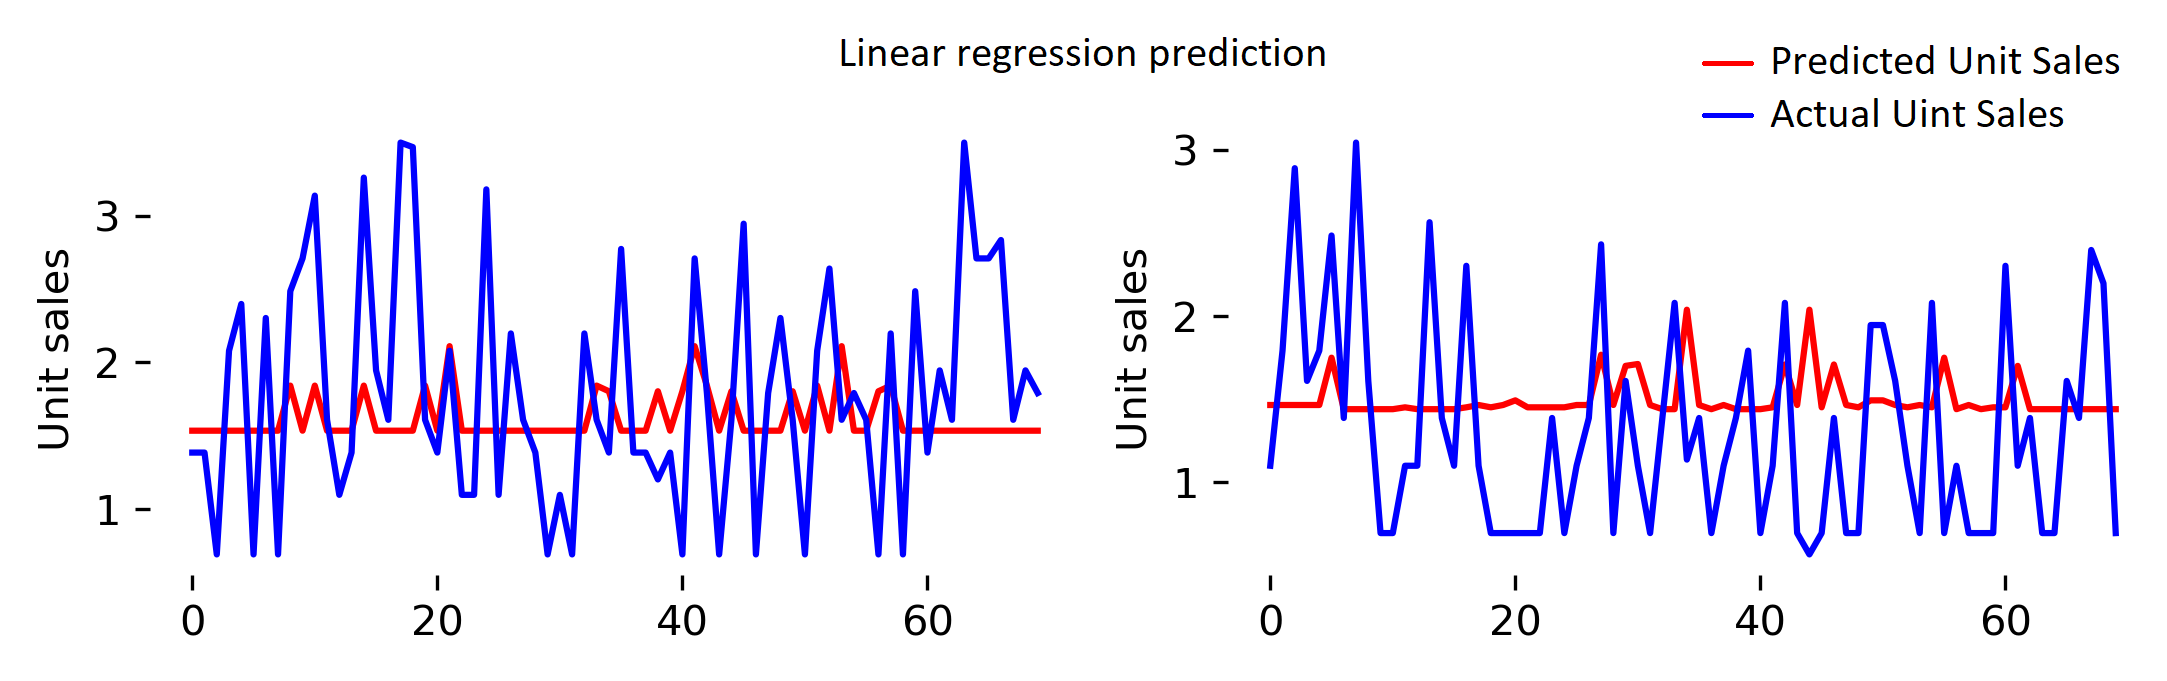 Linear regression prediction
Predicted Unit Sales
Actual Uint Sales
Unit sales
3
2
1
0 20 40 60
Unit sales
3
2
1
0 20 40 60